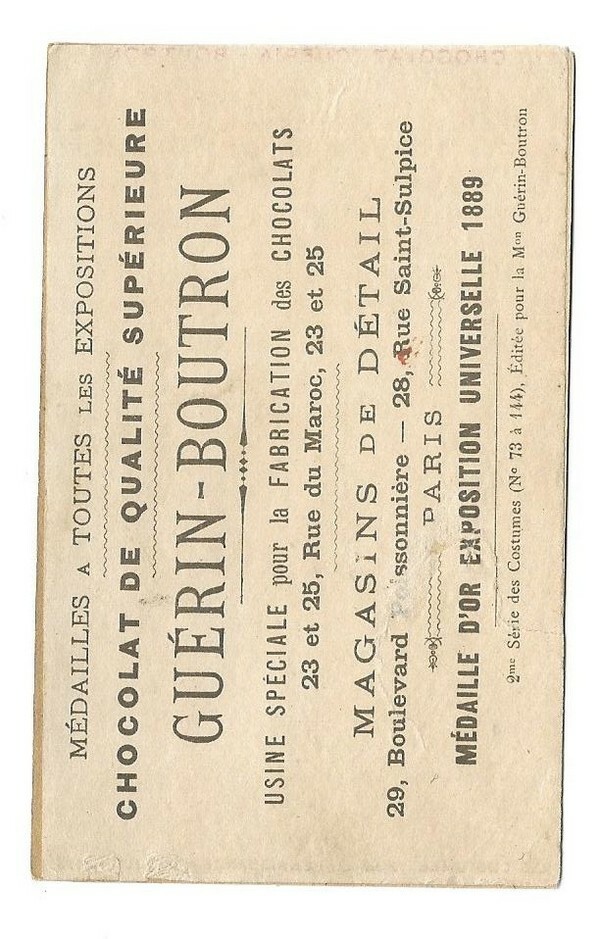 MÉDAILLES A TOUTES LES EXPOSITIONS
CHOCOLAT DE QUALITÉ SUPÉRIEURE
GUÉRIN-BOUTRON
USINE SPÉCIALE pour la FABRICATION des CHOCOLATS
23 et 25, Rue du Maroc, 23 et 25
MAGASINS DE DÉTAIL
29, Boulevard Poissonnière — 28, Rue Saint-Sulpice
PARIS
MÉDAILLE D'OR EXPOSITION UNIVERSELLE 1889
2me Série des Costumes (No 73 à 144), Éditée pour la Mon Guérin-Boutron